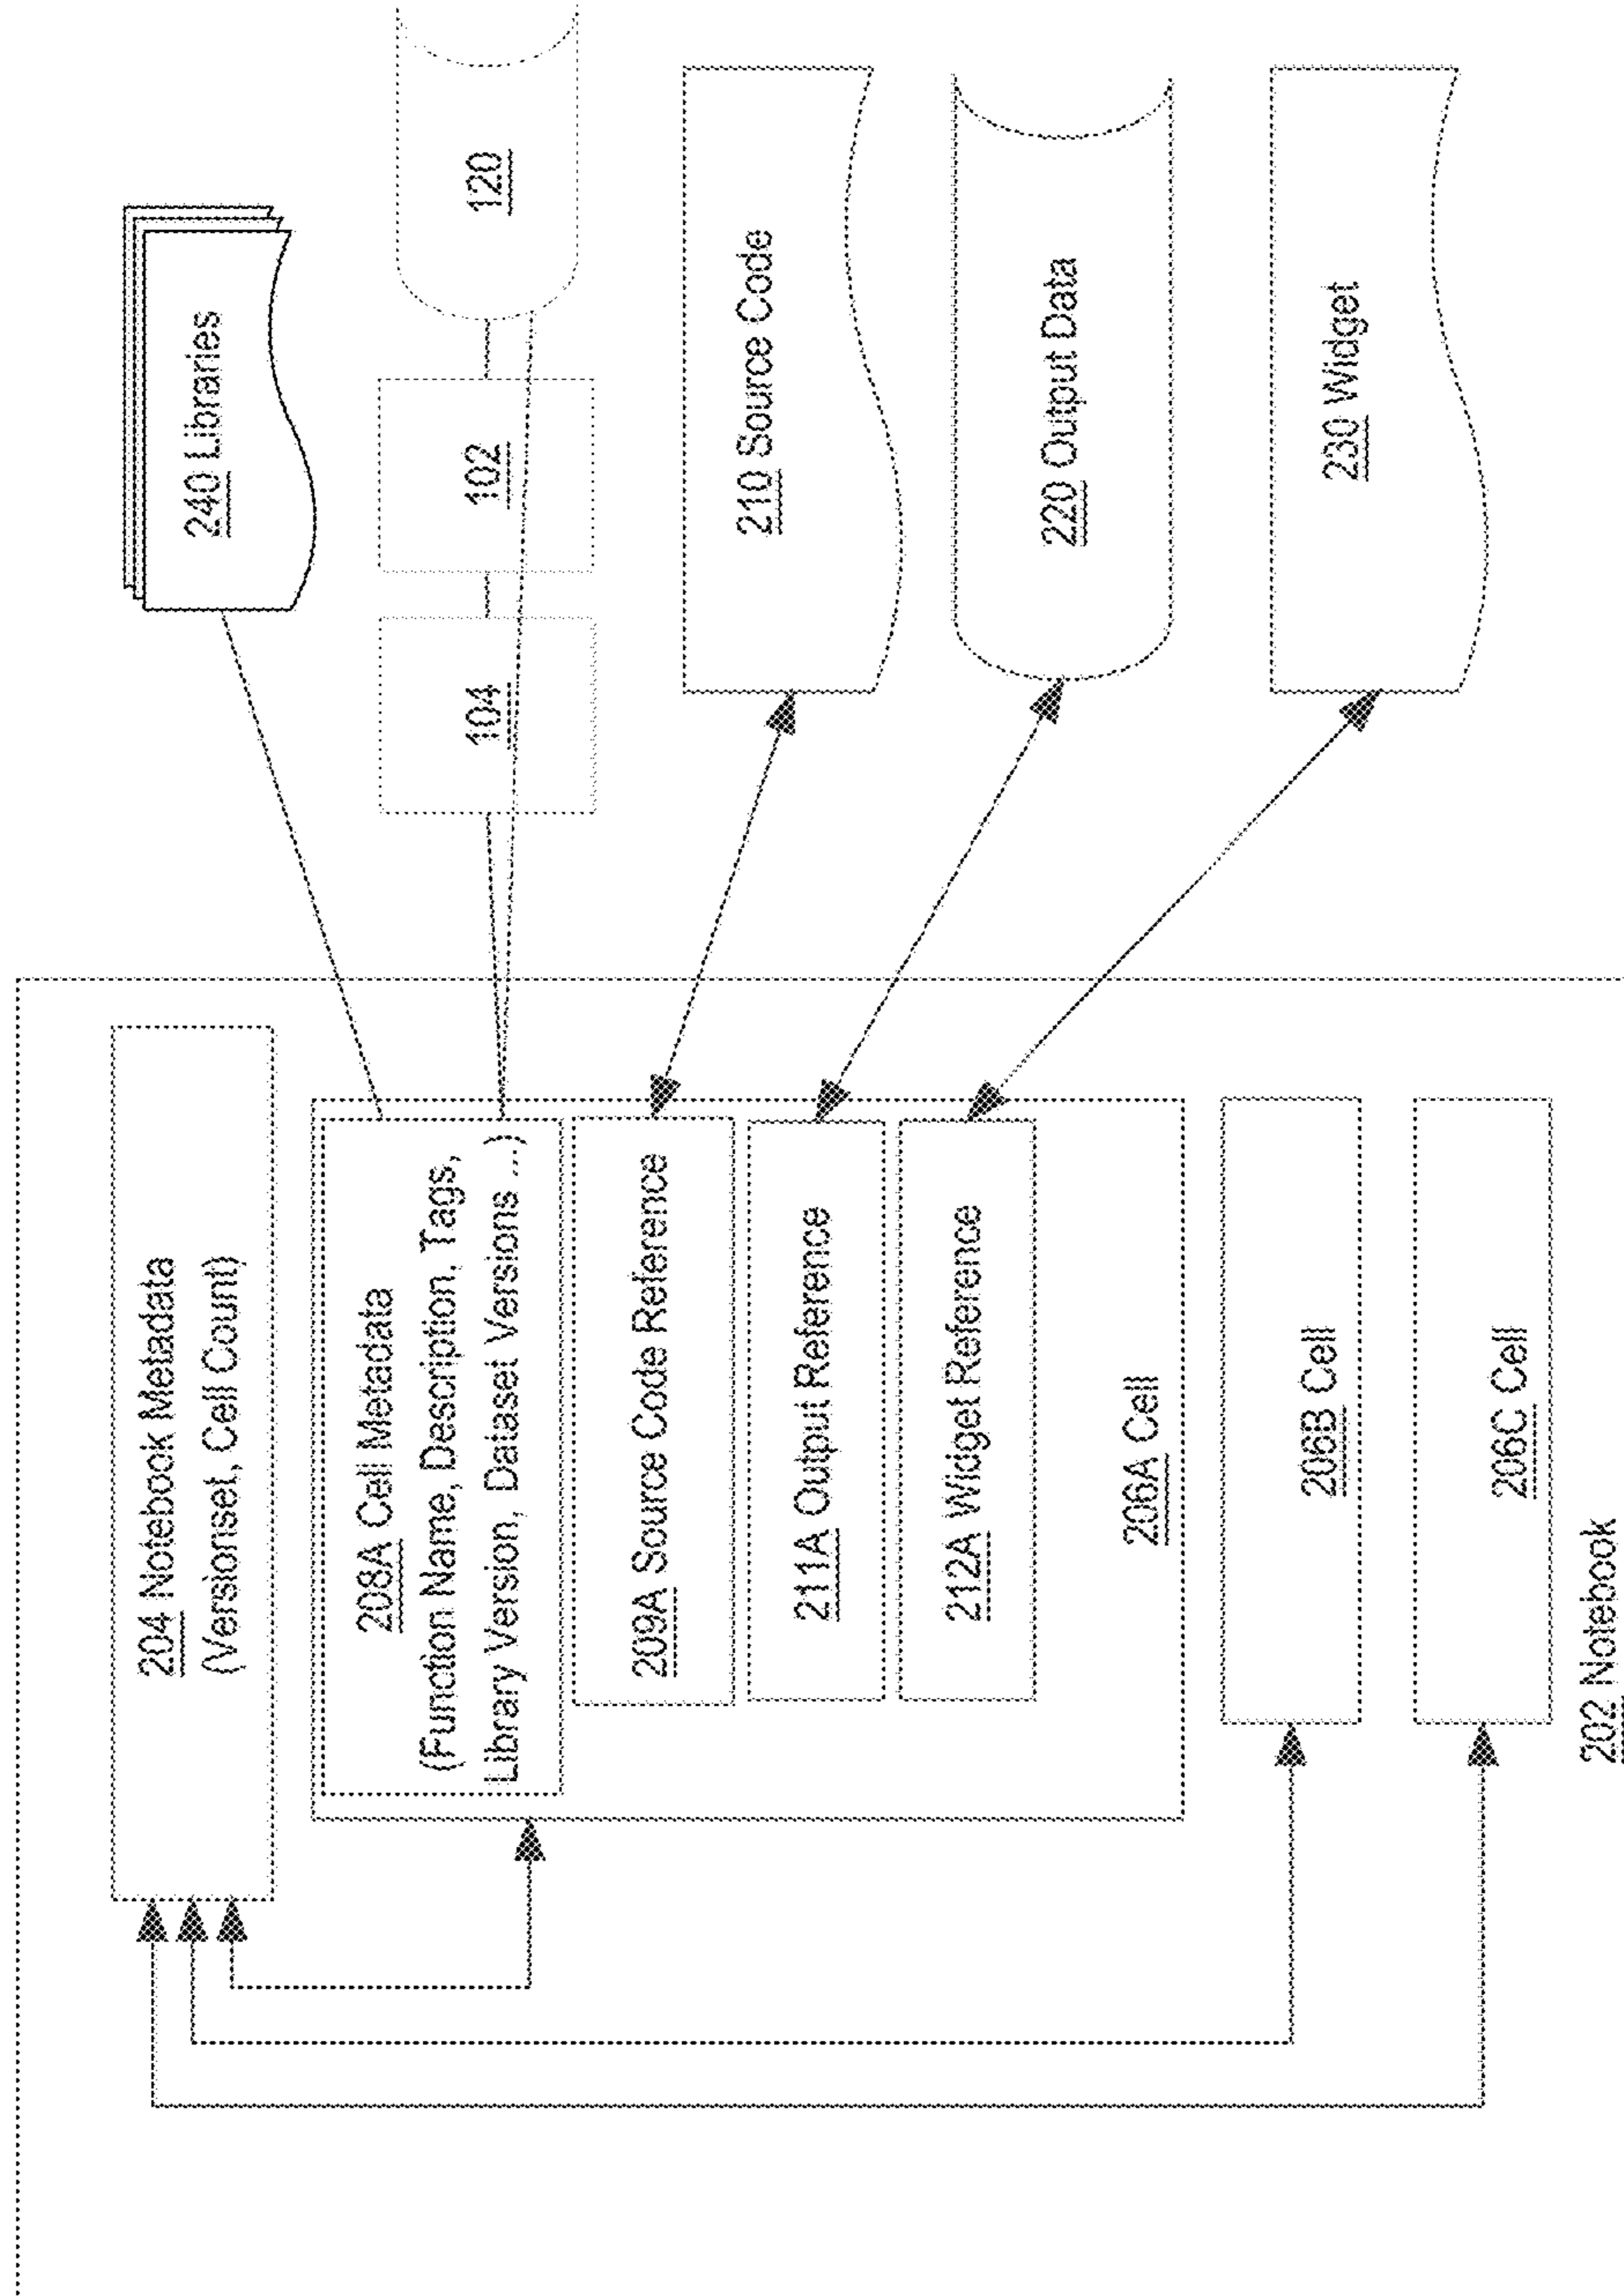 204 Notebook Metadata
(Versionset, Cell Count)
208A Cell Metadata
(Function Name, Description, Tags,
Library Version, Dataset Versions ...)
209A Source Code Reference
211A Output Reference
212A Widget Reference
206A Cell
206B Cell
206C Cell
202 Notebook
240 Libraries
104
102
120
210 Source Code
220 Output Data
230 Widget